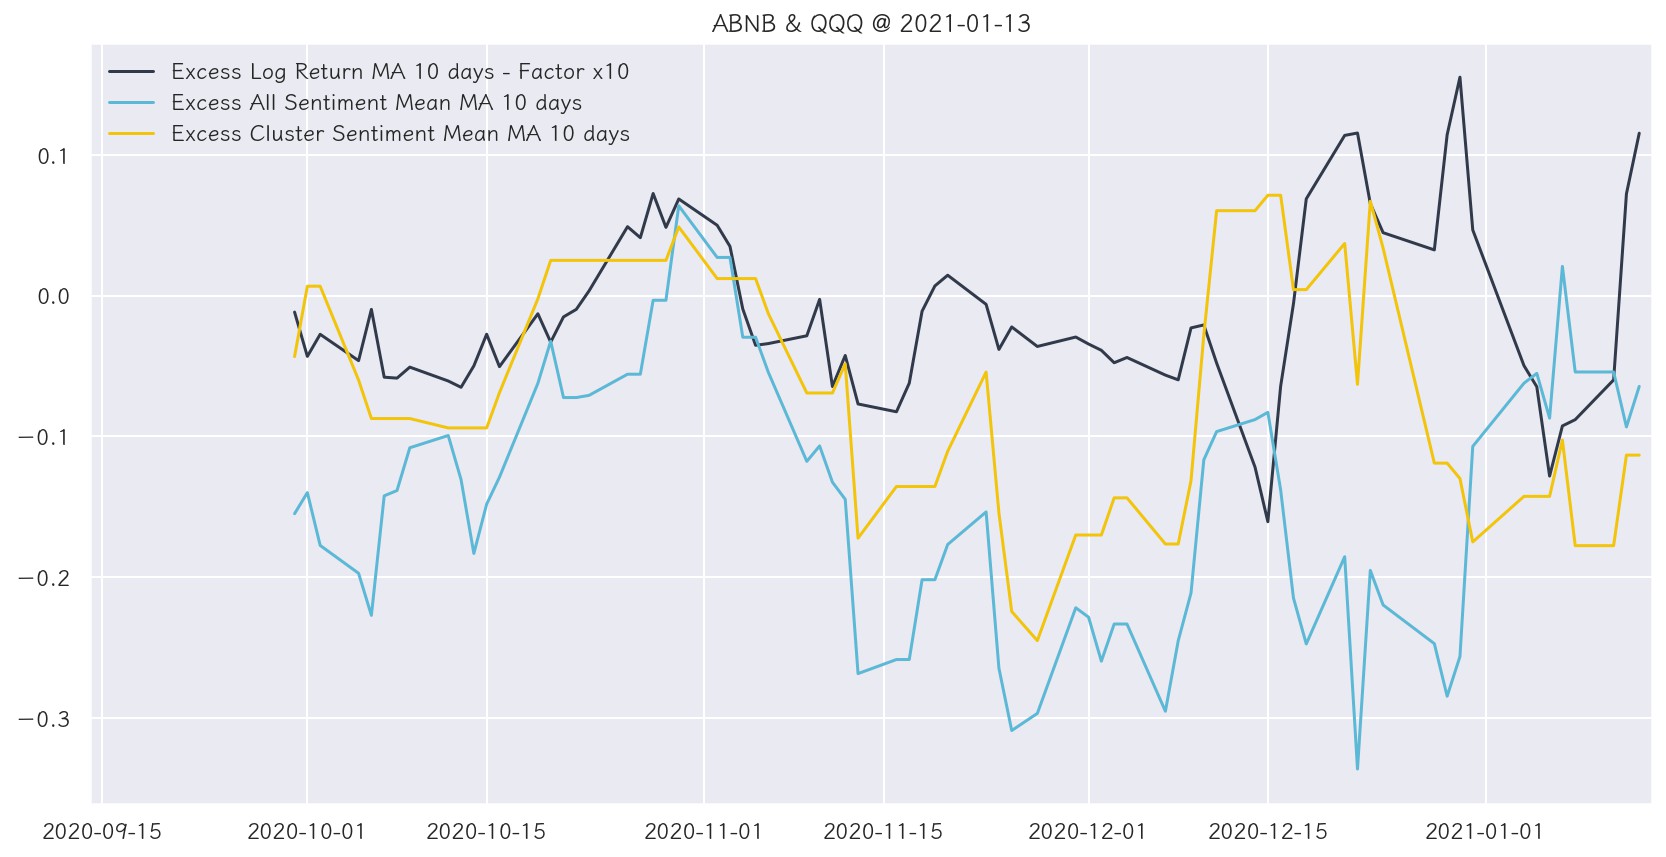 ABNB & QQQ @ 2021-01-13
Excess Log Return MA 10 days - Factor x10
Excess All Sentiment Mean MA 10 days
Excess Cluster Sentiment Mean MA 10 days
0.1
0.0
−0.1
−0.2
−0.3
2020-09-15 2020-10-01 2020-10-15 2020-11-01 2020-11-15 2020-12-01 2020-12-15 2021-01-01